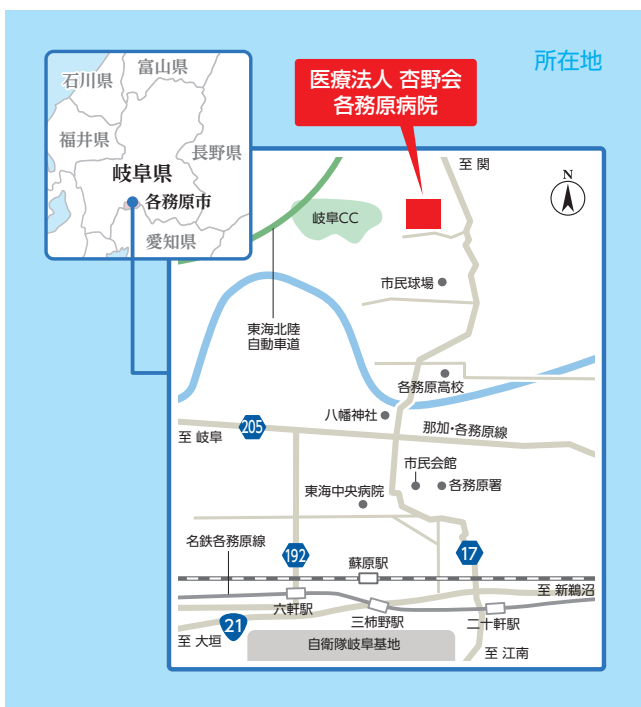 所在地
石川県
富山県
福井県
長野県
岐阜県
各務原市
愛知県
医療法人 杏野会
各務原病院
至 関
N
岐阜CC
市民球場
東海北陸
自動車道
各務原高校
八幡神社
205
至 岐阜
那加・各務原線
市民会館
東海中央病院
各務原署
名鉄各務原線
192
蘇原駅
17
至 新鵜沼
六軒駅
21
三柿野駅
二十軒駅
至 大垣
自衛隊岐阜基地
至 江南